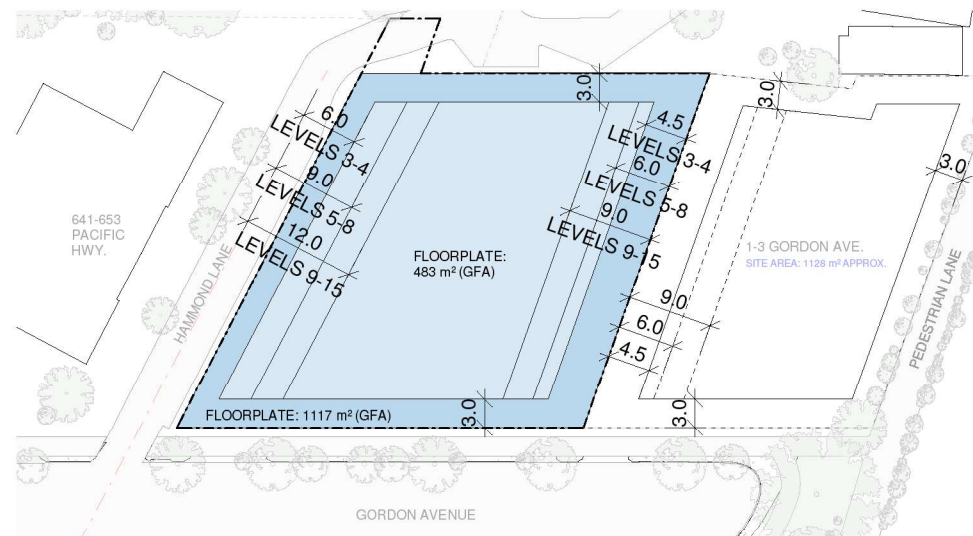 3.0
3.0
6.0
LEVELS 3-4
4.5
LEVELS 3-4
9.0
LEVELS 5-8
6.0
LEVELS 5-8
3.0
12.0
LEVELS 9-15
9.0
LEVELS 9-15
641-653
PACIFIC
HWY.
HAMMOND LANE
FLOORPLATE:
483 m² (GFA)
1-3 GORDON AVE.
SITE AREA: 1128 m² APPROX.
PEDESTRIAN LANE
9.0
6.0
4.5
FLOORPLATE: 1117 m² (GFA)
3.0
3.0
GORDON AVENUE